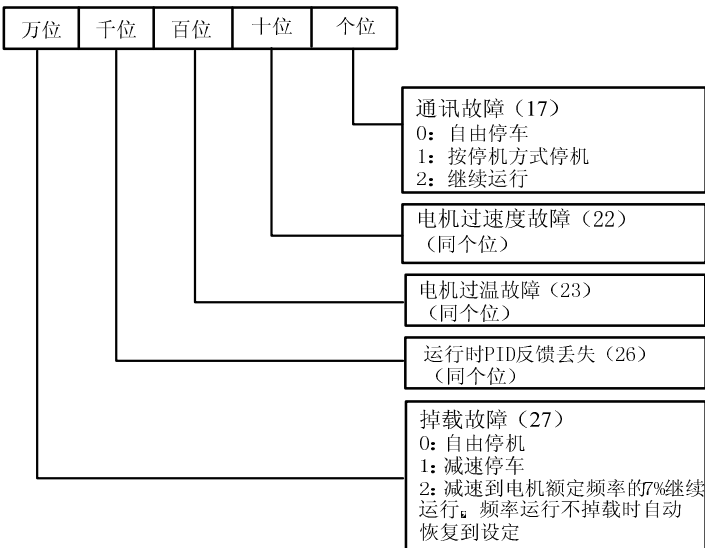 万位 千位 百位 十位 个位
通讯故障（17）
0：自由停车
1：按停机方式停机
2：继续运行
电机过速度故障（22）
（同个位）
电机过温故障（23）
（同个位）
运行时PID反馈丢失（26）
（同个位）
掉载故障（27）
0：自由停机
1：减速停车
2：减速到电机额定频率的7%继续
运行。频率运行不掉载时自动
恢复到设定